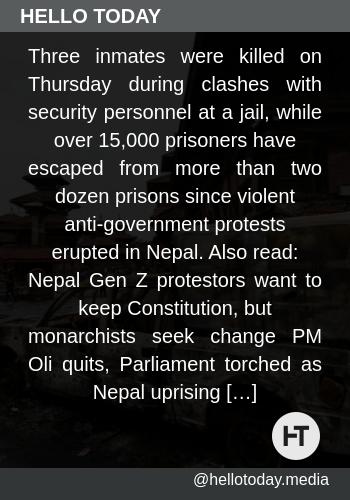 HELLO TODAY
Three inmates were killed on
Thursday during clashes with
security personnel at a jail, while
over 15,000 prisoners have
escaped from more than two
dozen prisons since violent
anti-government protests
erupted in Nepal. Also read:
Nepal Gen Z protestors want to
keep Constitution, but
monarchists seek change PM
Oli quits, Parliament torched as
Nepal uprising […]
HT
@hellotoday.media